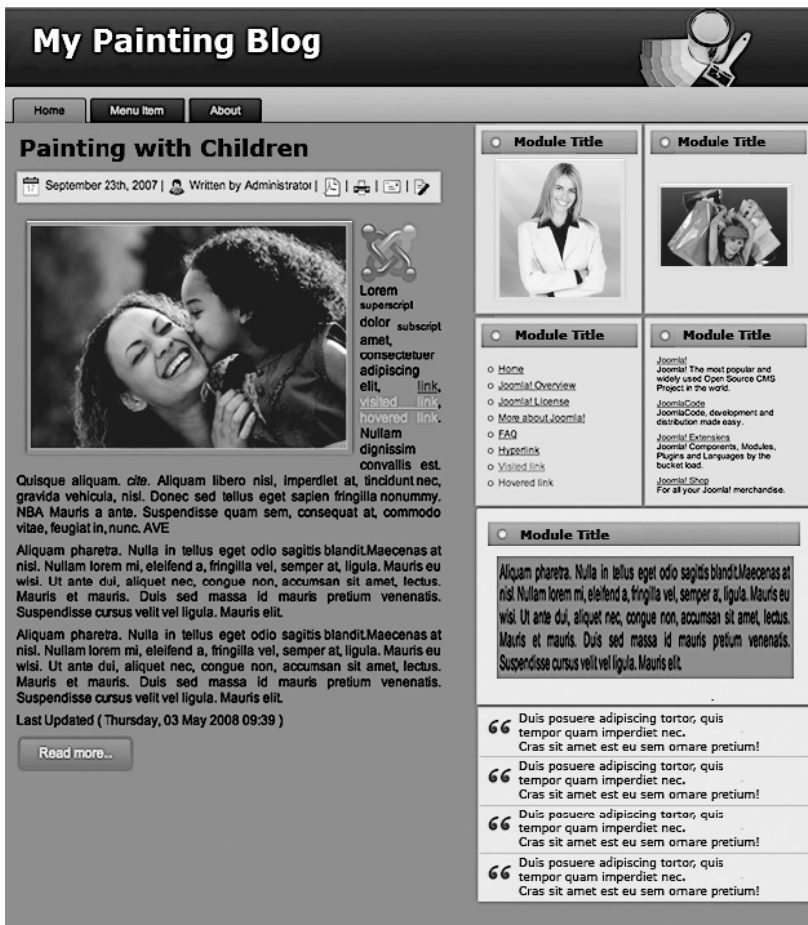 My Painting Blog
Home
Menu Item
About
Painting with Children
17
September 23th, 2007 | Written by Administrator | | | |
Lorem
superscript
dolor subscript
amet,
consectetuer
adipiscing
elit, link,
visited link,
hovered link.
Nullam
dignissim
convallis est.
Quisque aliquam. cite. Aliquam libero nisl, imperdiet at, tincidunt nec,
gravida vehicula, nisl. Donec sed tellus eget sapien fringilla nonummy.
NBA Mauris a ante. Suspendisse quam sem, consequat at, commodo
vitae, feugiat in, nunc. AVE
Aliquam pharetra. Nulla in tellus eget odio sagittis blandit.Maecenas at
nisl. Nullam lorem mi, eleifend a, fringilla vel, semper at, ligula. Mauris eu
wisi. Ut ante dui, aliquet nec, congue non, accumsan sit amet, lectus.
Mauris et mauris. Duis sed massa id mauris pretium venenatis.
Suspendisse cursus velit vel ligula. Mauris elit.
Aliquam pharetra. Nulla in tellus eget odio sagittis blandit.Maecenas at
nisl. Nullam lorem mi, eleifend a, fringilla vel, semper at, ligula. Mauris eu
wisi. Ut ante dui, aliquet nec, congue non, accumsan sit amet, lectus.
Mauris et mauris. Duis sed massa id mauris pretium venenatis.
Suspendisse cursus velit vel ligula. Mauris elit.
Last Updated ( Thursday, 03 May 2008 09:39 )
Read more..
Module Title
Module Title
Module Title
Home
Joomla! Overview
Joomla! License
More about Joomla!
FAQ
Hyperlink
Visited link
Hovered link
Module Title
Joomla!
Joomla! The most popular and
widely used Open Source CMS
Project in the world.
JoomlaCode
JoomlaCode, development and
distribution made easy.
Joomla! Extensions
Joomla! Components, Modules,
Plugins and Languages by the
bucket load.
Joomla! Shop
For all your Joomla! merchandise.
Module Title
Aliquam pharetra. Nulla in tellus eget odio sagittis blandit.Maecenas at
nisl. Nullam lorem mi, eleifend a, fringilla vel, semper at, ligula. Mauris eu
wisi. Ut ante dui, aliquet nec, congue non, accumsan sit amet, lectus.
Mauris et mauris. Duis sed massa id mauris pretium venenatis.
Suspendisse cursus velit vel ligula. Mauris elit.
“ Duis posuere adipiscing tortor, quis
tempor quam imperdiet nec.
Cras sit amet est eu sem ornare pretium!
“ Duis posuere adipiscing tortor, quis
tempor quam imperdiet nec.
Cras sit amet est eu sem ornare pretium!
“ Duis posuere adipiscing tortor, quis
tempor quam imperdiet nec.
Cras sit amet est eu sem ornare pretium!
“ Duis posuere adipiscing tortor, quis
tempor quam imperdiet nec.
Cras sit amet est eu sem ornare pretium!